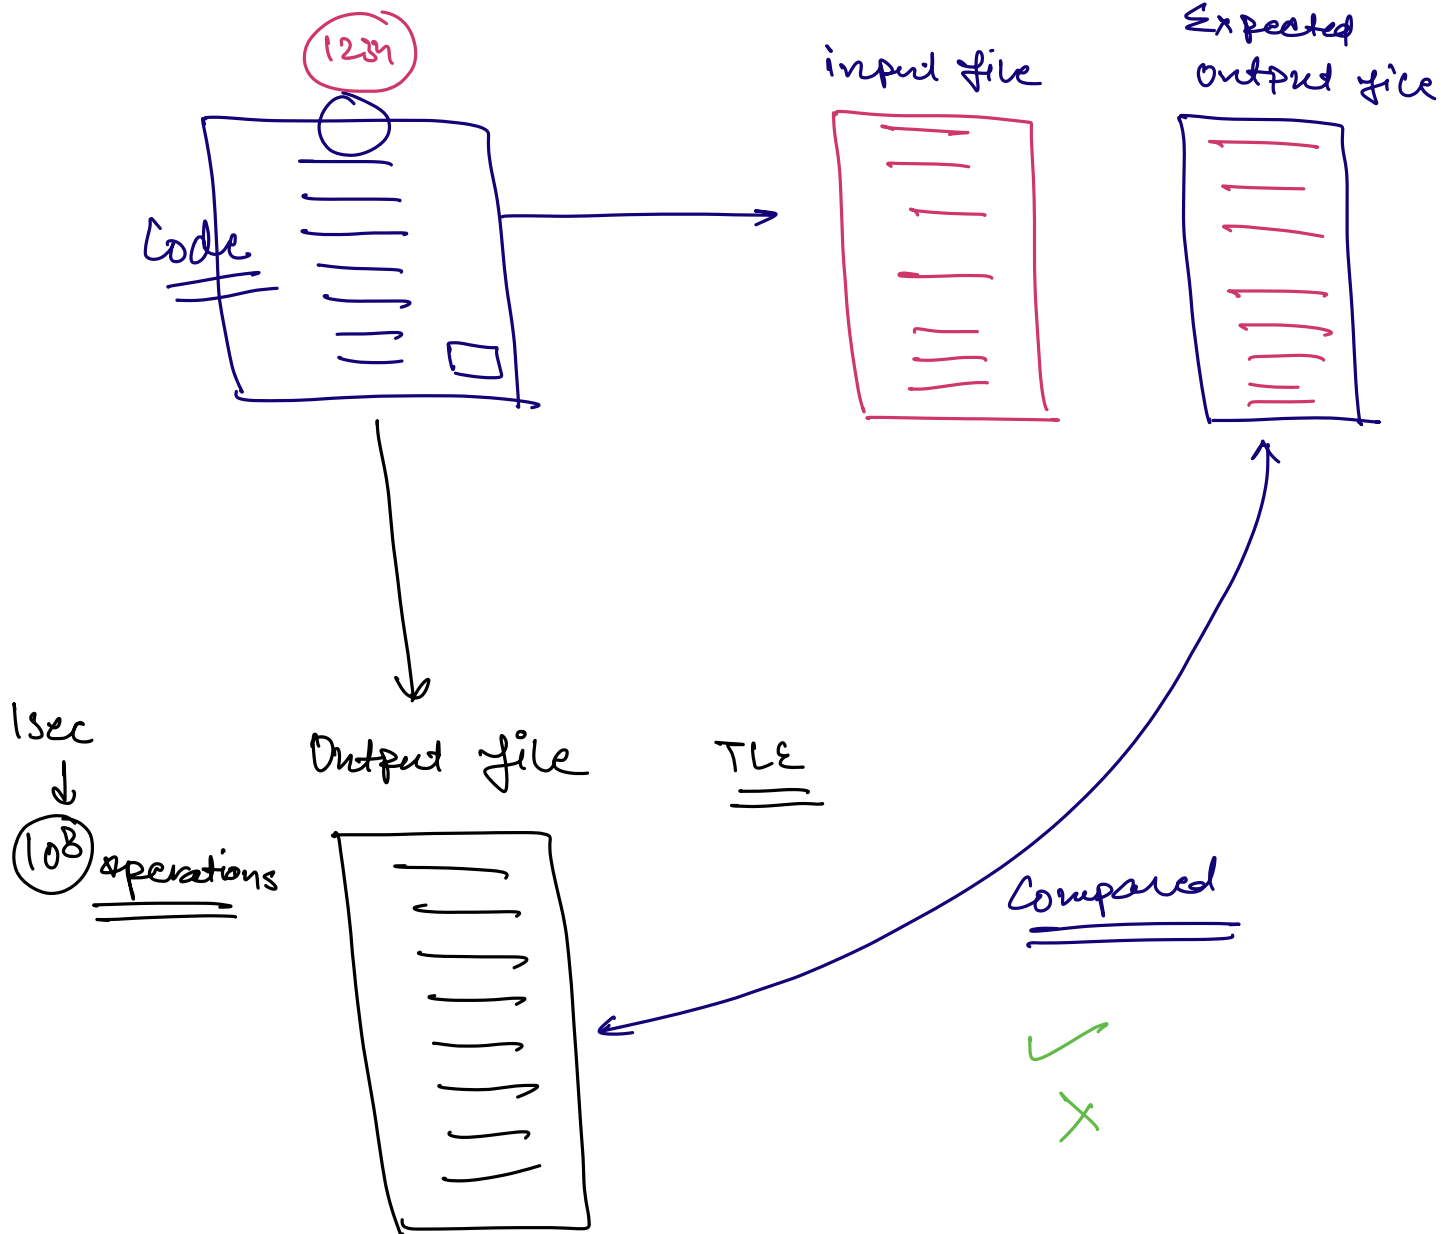 1234
input file
Expected
Output file
Code
1sec
10^8 operations
Output file
TLE
Compared